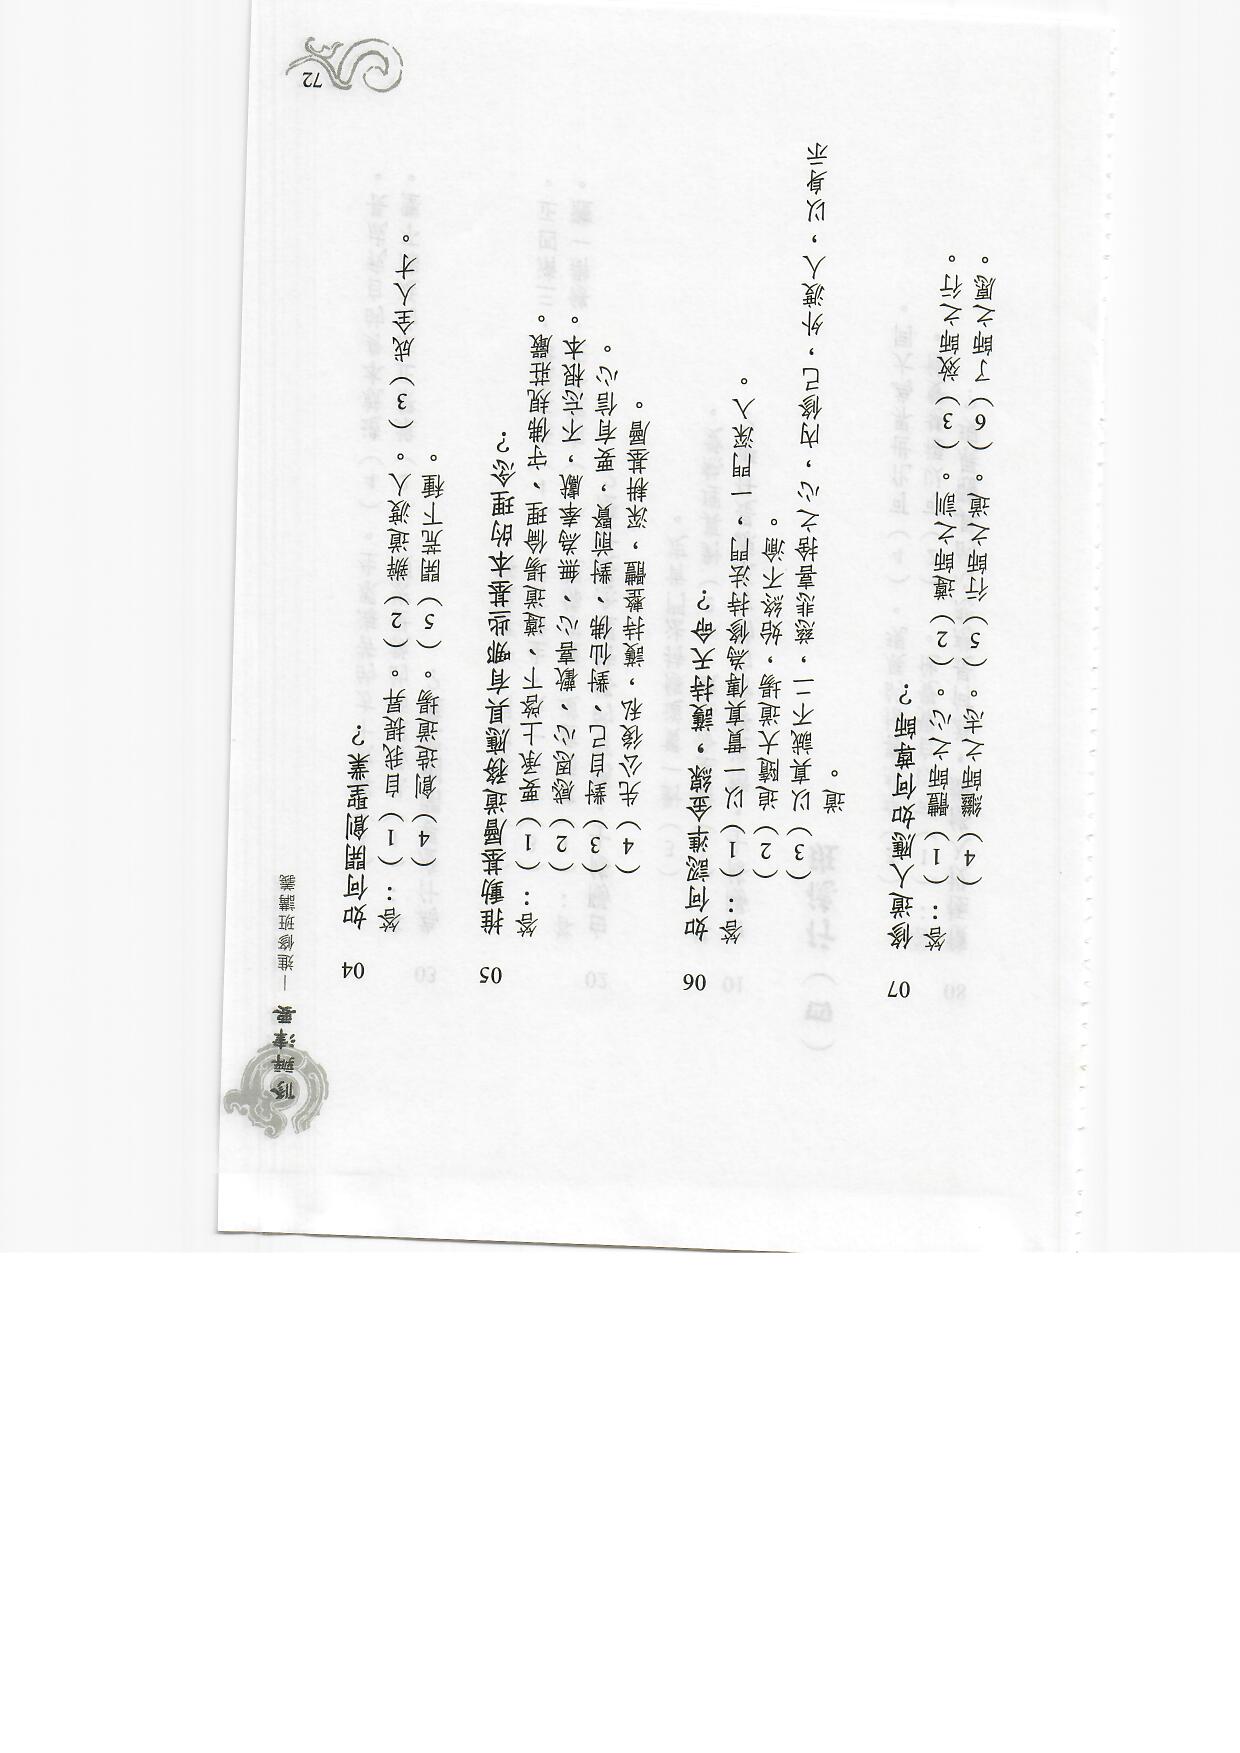 修辦津要 — 進修班講義
04 如何開創聖業？
答：（1）自我提昇。（2）辦道渡人。（3）成全人才。
（4）創造道場。（5）開荒下種。
05 推動基層道務應具有哪些基本的理念？
答：（1）要承上啓下、遵道場倫理、守佛規莊嚴。
（2）感恩心、歡喜心、無為奉獻，不忘根本。
（3）對自己、對仙佛、對前賢，要有信心。
（4）先公後私，護持整體，深耕基層。
06 如何認準金線，護持天命？
答：（1）以一貫真傳為修持法門，一門深入。
（2）追隨大道場，始終不渝。
（3）以真誠不二，慈悲喜捨之心，內修己，外渡人，以身示
道。
07 修道人應如何尊師？
答：（1）體師之心。（2）遵師之訓。（3）效師之行。
（4）繼師之志。（5）行師之道。（6）了師之愿。
72